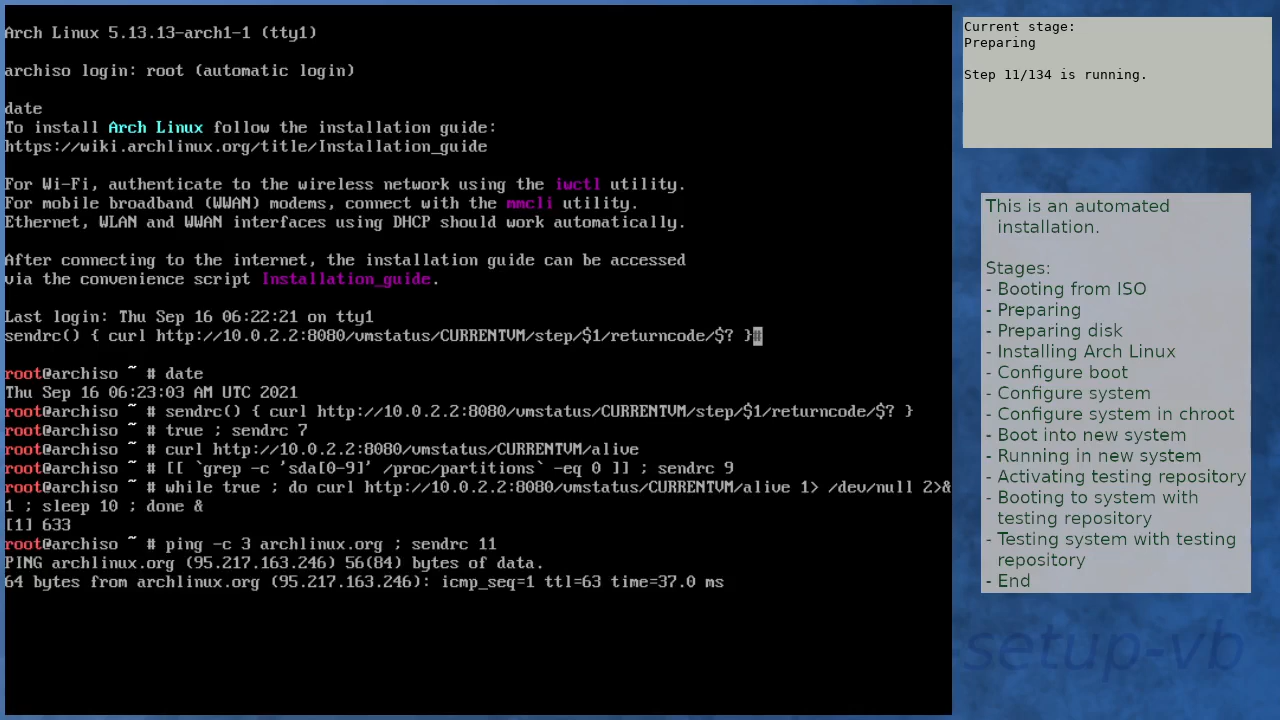 Arch Linux 5.13.13-arch1-1 (tty1)
archiso login: root (automatic login)
date
To install Arch Linux follow the installation guide:
https://wiki.archlinux.org/title/Installation_guide
For Wi-Fi, authenticate to the wireless network using the iwctl utility.
For mobile broadband (WWAN) modems, connect with the mmcli utility.
Ethernet, WLAN and WWAN interfaces using DHCP should work automatically.
After connecting to the internet, the installation guide can be accessed
via the convenience script Installation_guide.
Last login: Thu Sep 16 06:22:21 on tty1
sendrc() { curl http://10.0.2.2:8080/vmstatus/CURRENTVM/step/$1/returncode/$? }#
root@archiso ~ # date
Thu Sep 16 06:23:03 AM UTC 2021
root@archiso ~ # sendrc() { curl http://10.0.2.2:8080/vmstatus/CURRENTVM/step/$1/returncode/$? }
root@archiso ~ # true ; sendrc 7
root@archiso ~ # curl http://10.0.2.2:8080/vmstatus/CURRENTVM/alive
root@archiso ~ # [[ `grep -c 'sda[0-9]' /proc/partitions` -eq 0 ]] ; sendrc 9
root@archiso ~ # while true ; do curl http://10.0.2.2:8080/vmstatus/CURRENTVM/alive 1> /dev/null 2>&
1 ; sleep 10 ; done &
[1] 633
root@archiso ~ # ping -c 3 archlinux.org ; sendrc 11
PING archlinux.org (95.217.163.246) 56(84) bytes of data.
64 bytes from archlinux.org (95.217.163.246): icmp_seq=1 ttl=63 time=37.0 ms
Current stage:
Preparing
Step 11/134 is running.
This is an automated
installation.
Stages:
- Booting from ISO
- Preparing
- Preparing disk
- Installing Arch Linux
- Configure boot
- Configure system
- Configure system in chroot
- Boot into new system
- Running in new system
- Activating testing repository
- Booting to system with
testing repository
- Testing system with testing
repository
- End
-setup-vb